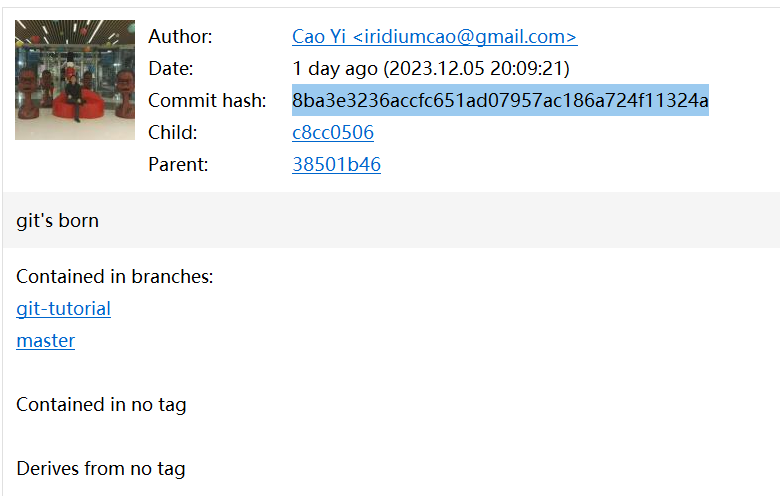 Author: Cao Yi <iridiumcao@gmail.com>
Date: 1 day ago (2023.12.05 20:09:21)
Commit hash: 8ba3e3236accfc651ad07957ac186a724f11324a
Child: c8cc0506
Parent: 38501b46
git's born
Contained in branches:
git-tutorial
master
Contained in no tag
Derives from no tag